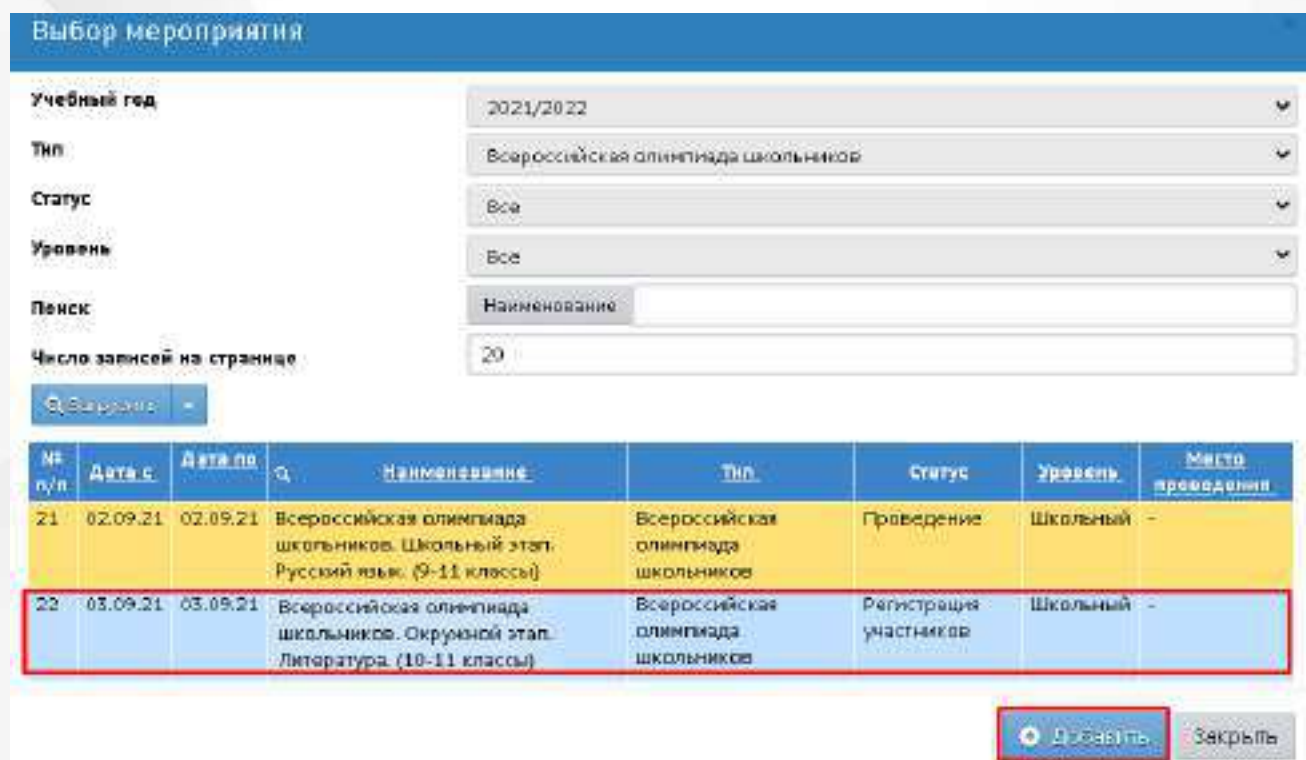 Выбор мероприятия
Учебный год
2021/2022
Тип
Всероссийская олимпиада школьников
Статус
Все
Уровень
Все
Поиск
Наименование
Число записей на странице
20
№ п/п Дата с Дата по Наименование Тип Статус Уровень Место проведения
21 02.09.21 02.09.21 Всероссийская олимпиада Всероссийская Проведение Школьный -
школьников. Школьный этап. олимпиада
Русский язык. (9-11 классы) школьников
22 03.09.21 03.09.21 Всероссийская олимпиада Всероссийская Регистрация Школьный -
школьников. Окружной этап. олимпиада участников
Литература. (10-11 классы) школьников
Добавить Закрыть